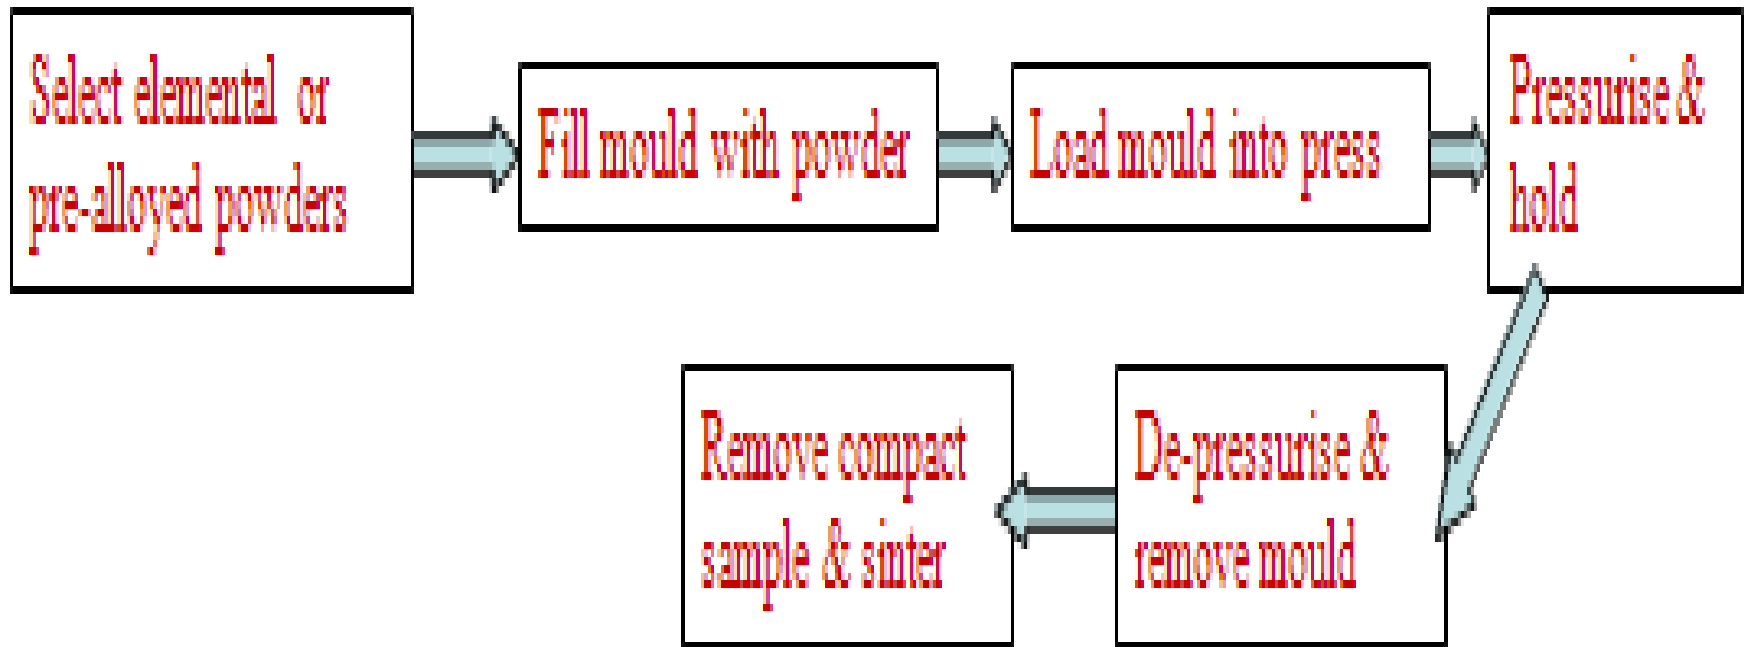 Select elemental or
pre-alloyed powders
Fill mould with powder
Load mould into press
Pressurise &
hold
De-pressurise &
remove mould
Remove compact
sample & sinter